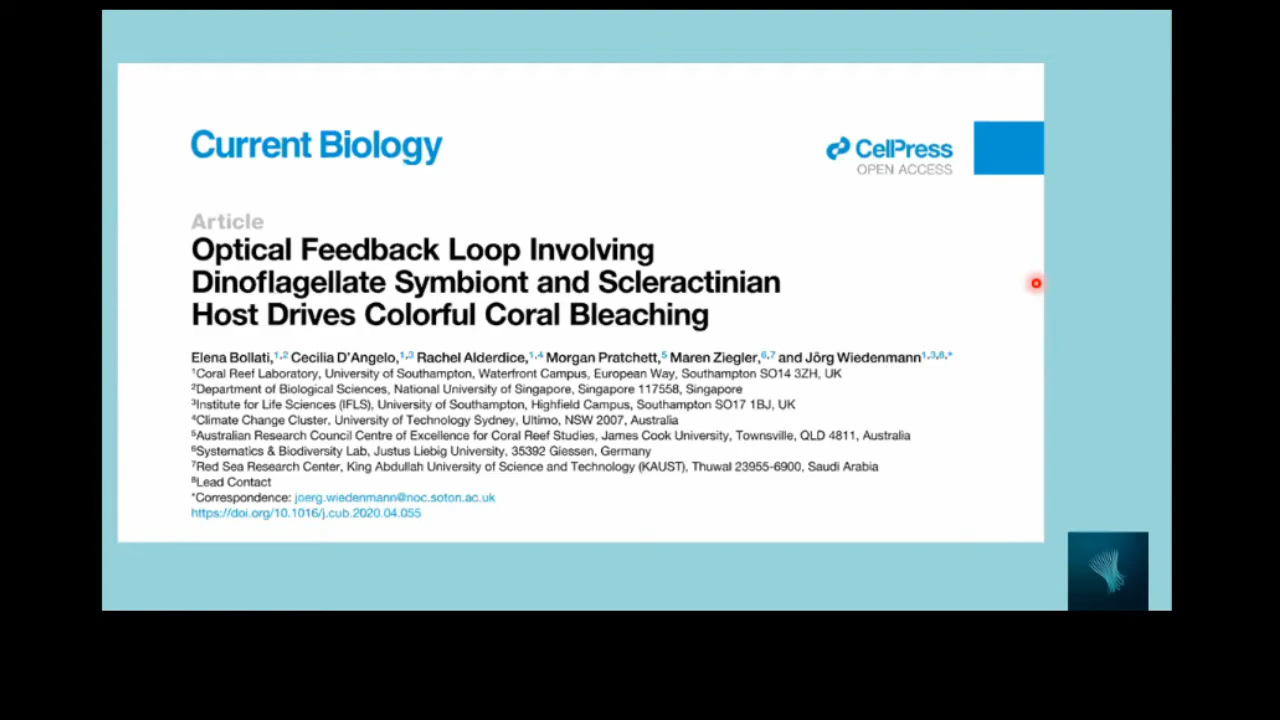 Current Biology
CellPress
OPEN ACCESS
Article
Optical Feedback Loop Involving
Dinoflagellate Symbiont and Scleractinian
Host Drives Colorful Coral Bleaching
Elena Bollati,1,2 Cecilia D'Angelo,1,3 Rachel Alderdice,1,4 Morgan Pratchett,5 Maren Ziegler,6,7 and Jörg Wiedenmann1,3,8,*
1Coral Reef Laboratory, University of Southampton, Waterfront Campus, European Way, Southampton SO14 3ZH, UK
2Department of Biological Sciences, National University of Singapore, Singapore 117558, Singapore
3Institute for Life Sciences (IFLS), University of Southampton, Highfield Campus, Southampton SO17 1BJ, UK
4Climate Change Cluster, University of Technology Sydney, Ultimo, NSW 2007, Australia
5Australian Research Council Centre of Excellence for Coral Reef Studies, James Cook University, Townsville, QLD 4811, Australia
6Systematics & Biodiversity Lab, Justus Liebig University, 35392 Giessen, Germany
7Red Sea Research Center, King Abdullah University of Science and Technology (KAUST), Thuwal 23955-6900, Saudi Arabia
8Lead Contact
*Correspondence: joerg.wiedenmann@noc.soton.ac.uk
https://doi.org/10.1016/j.cub.2020.04.055